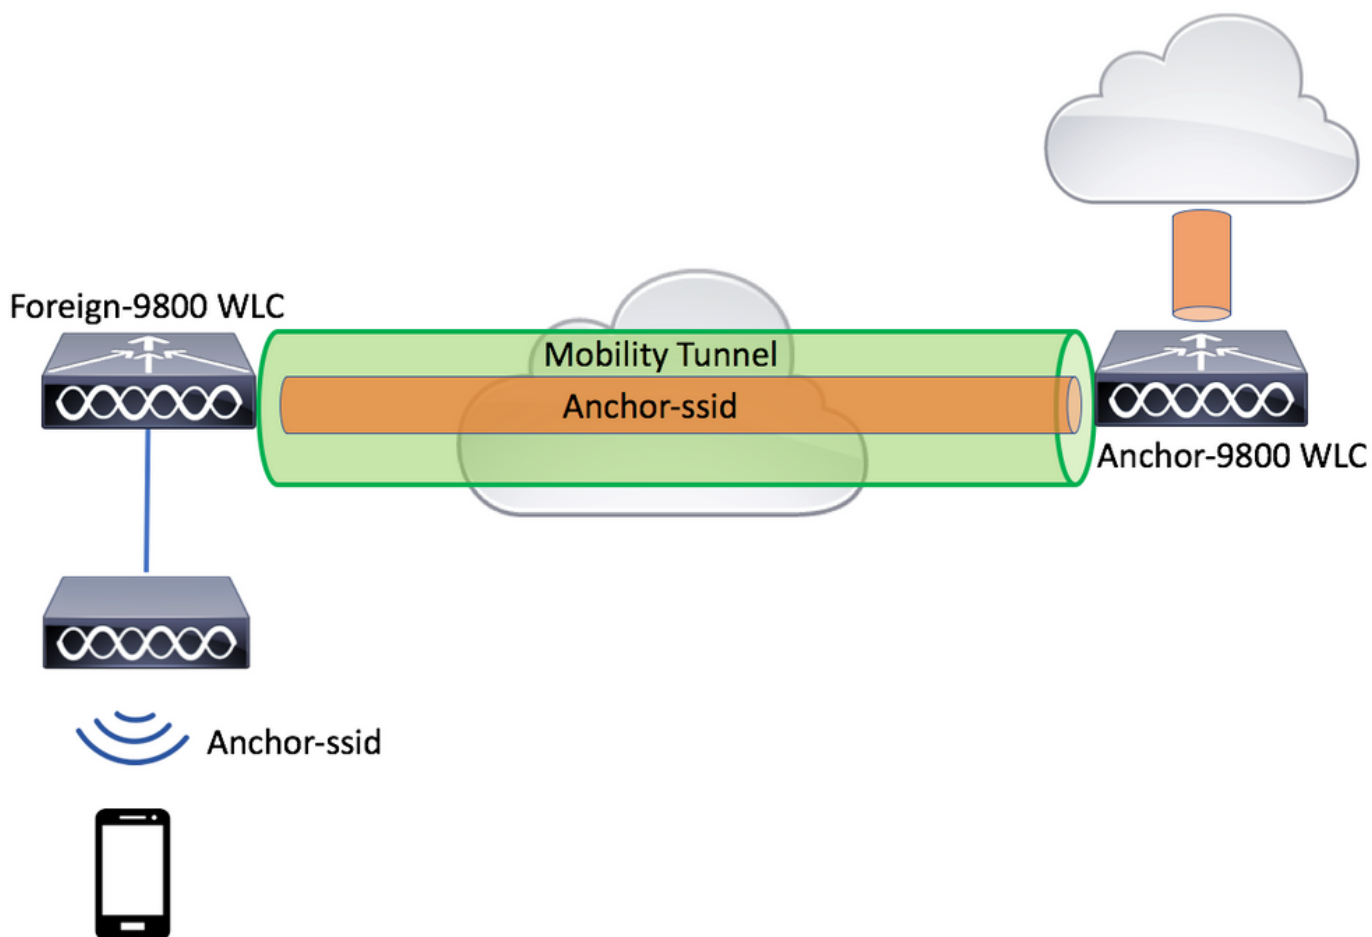 Foreign-9800 WLC
Mobility Tunnel
Anchor-ssid
Anchor-9800 WLC
Anchor-ssid